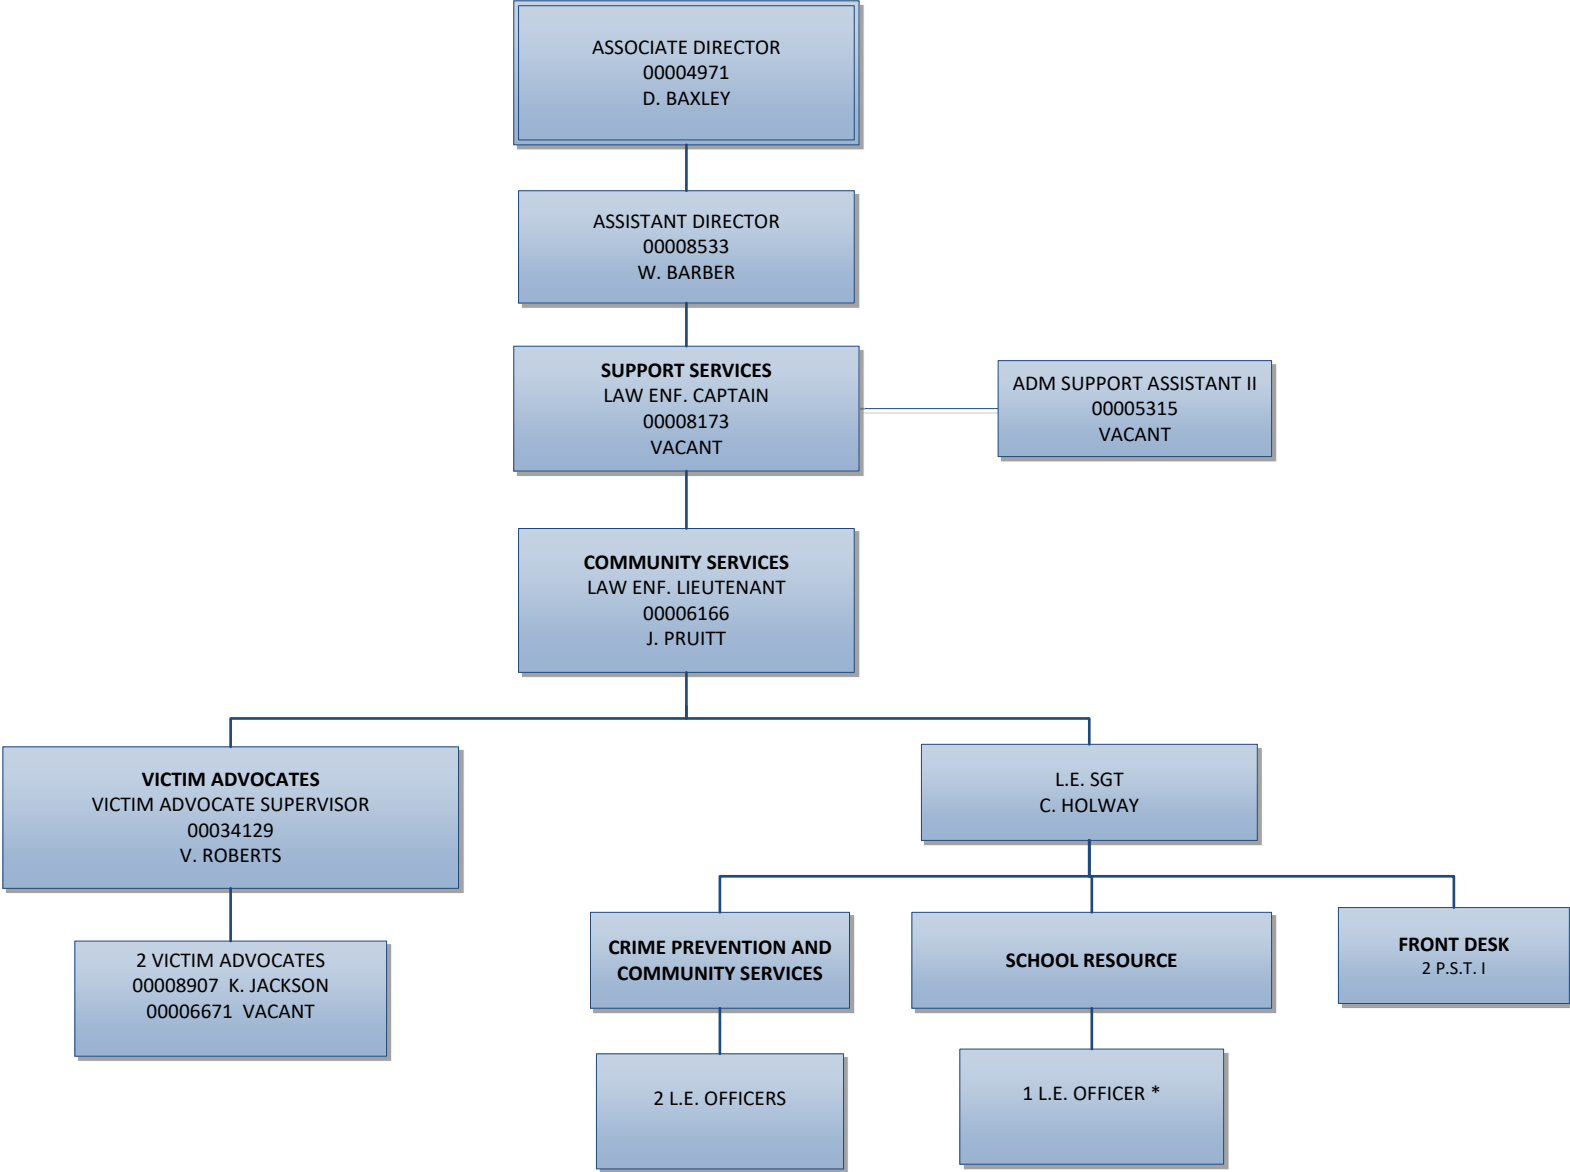 ASSOCIATE DIRECTOR
00004971
D. BAXLEY
ASSISTANT DIRECTOR
00008533
W. BARBER
SUPPORT SERVICES
LAW ENF. CAPTAIN
00008173
VACANT
ADM SUPPORT ASSISTANT II
00005315
VACANT
COMMUNITY SERVICES
LAW ENF. LIEUTENANT
00006166
J. PRUITT
VICTIM ADVOCATES
VICTIM ADVOCATE SUPERVISOR
00034129
V. ROBERTS
L.E. SGT
C. HOLWAY
2 VICTIM ADVOCATES
00008907  K. JACKSON
00006671  VACANT
CRIME PREVENTION AND
COMMUNITY SERVICES
SCHOOL RESOURCE
FRONT DESK
2 P.S.T. I
2 L.E. OFFICERS
1 L.E. OFFICER *